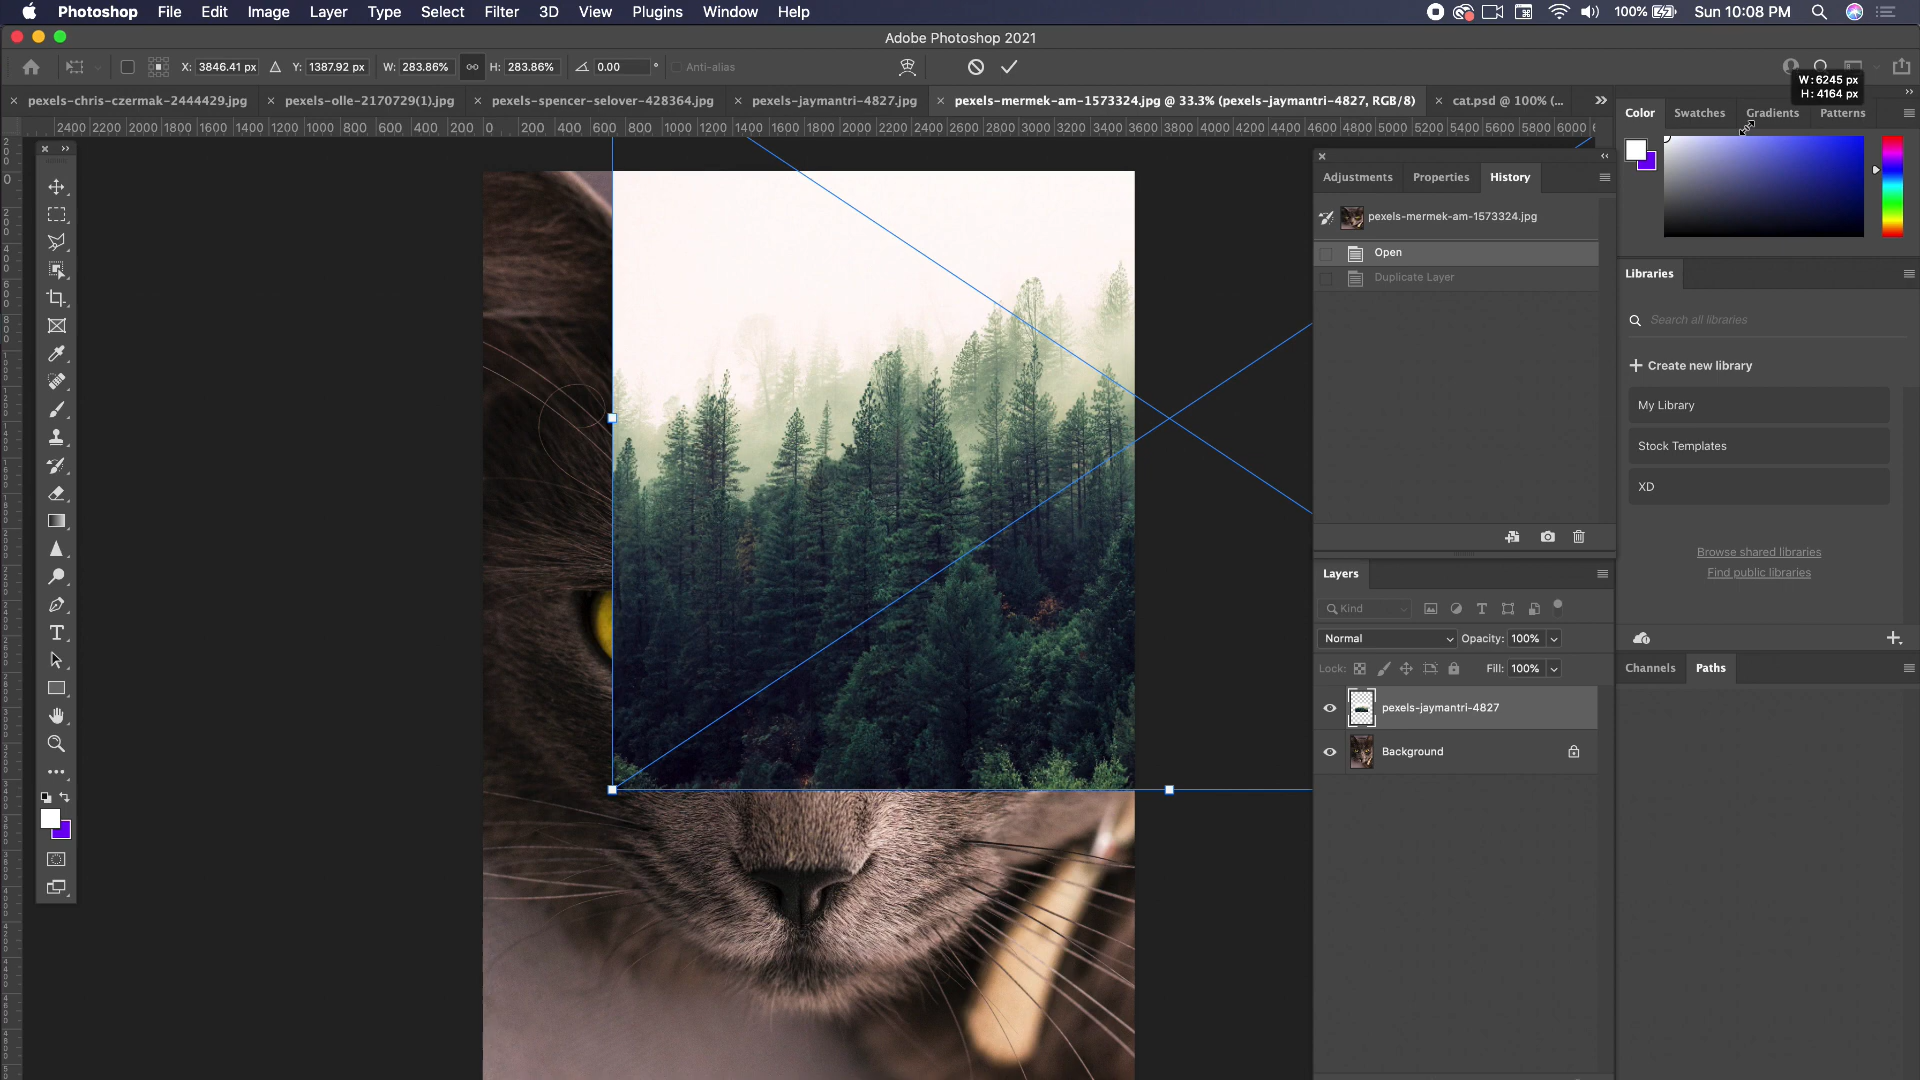 Photoshop File Edit Image Layer Type Select Filter 3D View Plugins Window Help 100% Sun 10:08 PM
Adobe Photoshop 2021
X: 3846.41 px Y: 1387.92 px W: 283.86% H: 283.86% 0.00 ° Anti-alias
W: 6245 px
H: 4164 px
× pexels-chris-czermak-2444429.jpg × pexels-olle-2170729(1).jpg × pexels-spencer-selover-428364.jpg × pexels-jaymantri-4827.jpg × pexels-mermek-am-1573324.jpg @ 33.3% (pexels-jaymantri-4827, RGB/8) × cat.psd @ 100% (... »
Color Swatches Gradients Patterns
2400 2200 2000 1800 1600 1400 1200 1000 800 600 400 200 0 200 400 600 800 1000 1200 1400 1600 1800 2000 2200 2400 2600 2800 3000 3200 3400 3600 3800 4000 4200 4400 4600 4800 5000 5200 5400 5600 5800 6000
Adjustments Properties History
pexels-mermek-am-1573324.jpg
Open
Duplicate Layer
Libraries
Search all libraries
Create new library
My Library
Stock Templates
XD
Browse shared libraries
Find public libraries
Layers
Kind
Normal Opacity: 100%
Lock: Fill: 100%
pexels-jaymantri-4827
Background
Channels Paths